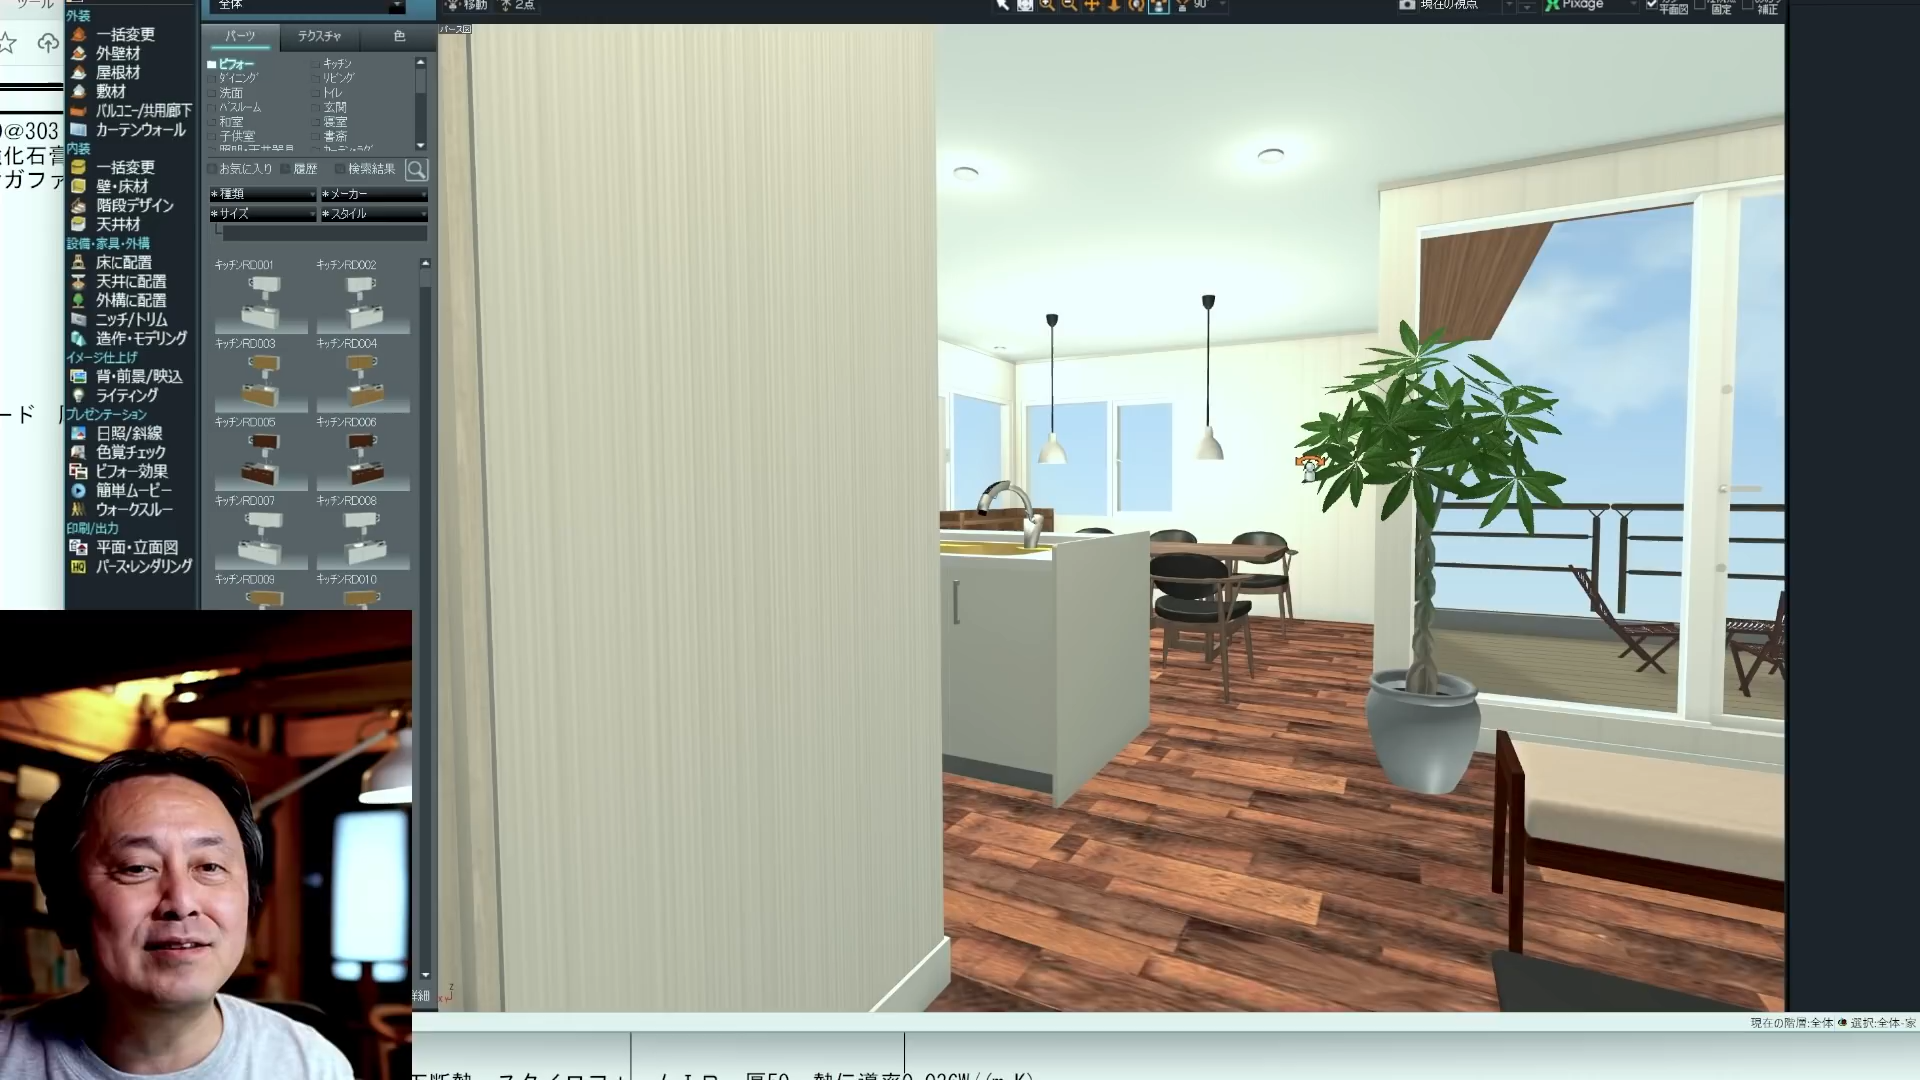 ツール
全体
移動
2点
90°
現在の視点
Pixage
平面図
固定
補正
外装
一括変更
外壁材
屋根材
敷材
バルコニー/共用廊下
カーテンウォール
内装
一括変更
壁・床材
階段デザイン
天井材
設備・家具・外構
床に配置
天井に配置
外構に配置
ニッチ/トリム
造作・モデリング
イメージ仕上げ
背・前景/映込
ライティング
プレゼンテーション
日照/斜線
色覚チェック
ビフォー効果
簡単ムービー
ウォークスルー
印刷/出力
平面・立面図
パース・レンダリング
@303
強化石膏
ガファ
ード
パーツ
テクスチャ
色
ビフォー
キッチン
ダイニング
リビング
洗面
トイレ
バスルーム
玄関
和室
寝室
子供室
書斎
お気に入り
履歴
検索結果
*種類
*メーカー
*サイズ
*スタイル
キッチンRD001
キッチンRD002
キッチンRD003
キッチンRD004
キッチンRD005
キッチンRD006
キッチンRD007
キッチンRD008
キッチンRD009
キッチンRD010
詳細
パース図
現在の階層:全体
選択:全体-家